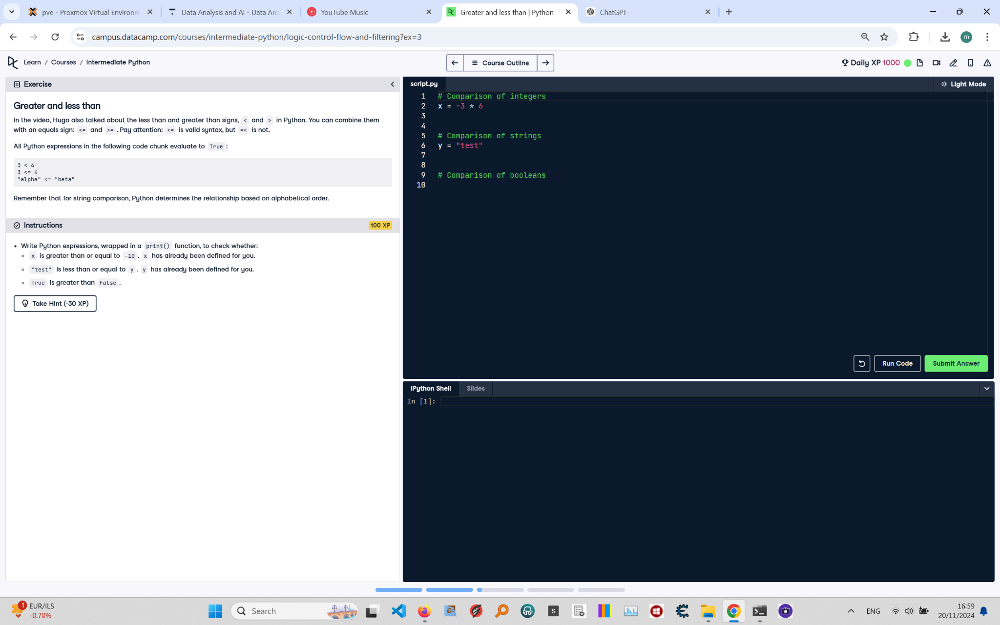 pve - Proxmox Virtual Environm
Data Analysis and AI - Data Ana
YouTube Music
Greater and less than | Python
ChatGPT
campus.datacamp.com/courses/intermediate-python/logic-control-flow-and-filtering?ex=3
m
Learn / Courses / Intermediate Python
Course Outline
Daily XP 1000
Exercise
Greater and less than
In the video, Hugo also talked about the less than and greater than signs, < and > in Python. You can combine them
with an equals sign: <= and >=. Pay attention: <= is valid syntax, but =< is not.
All Python expressions in the following code chunk evaluate to True :
3 < 4
3 <= 4
"alpha" <= "beta"
Remember that for string comparison, Python determines the relationship based on alphabetical order.
Instructions
100 XP
• Write Python expressions, wrapped in a print() function, to check whether:
◦ x is greater than or equal to -10 . x has already been defined for you.
◦ "test" is less than or equal to y . y has already been defined for you.
◦ True is greater than False .
Take Hint (-30 XP)
script.py
Light Mode
1 # Comparison of integers
2 x = -3 * 6
3
4
5 # Comparison of strings
6 y = "test"
7
8
9 # Comparison of booleans
10
Run Code
Submit Answer
IPython Shell
Slides
In [1]:
1
EUR/ILS
-0.70%
Search
S
ENG
16:59
20/11/2024